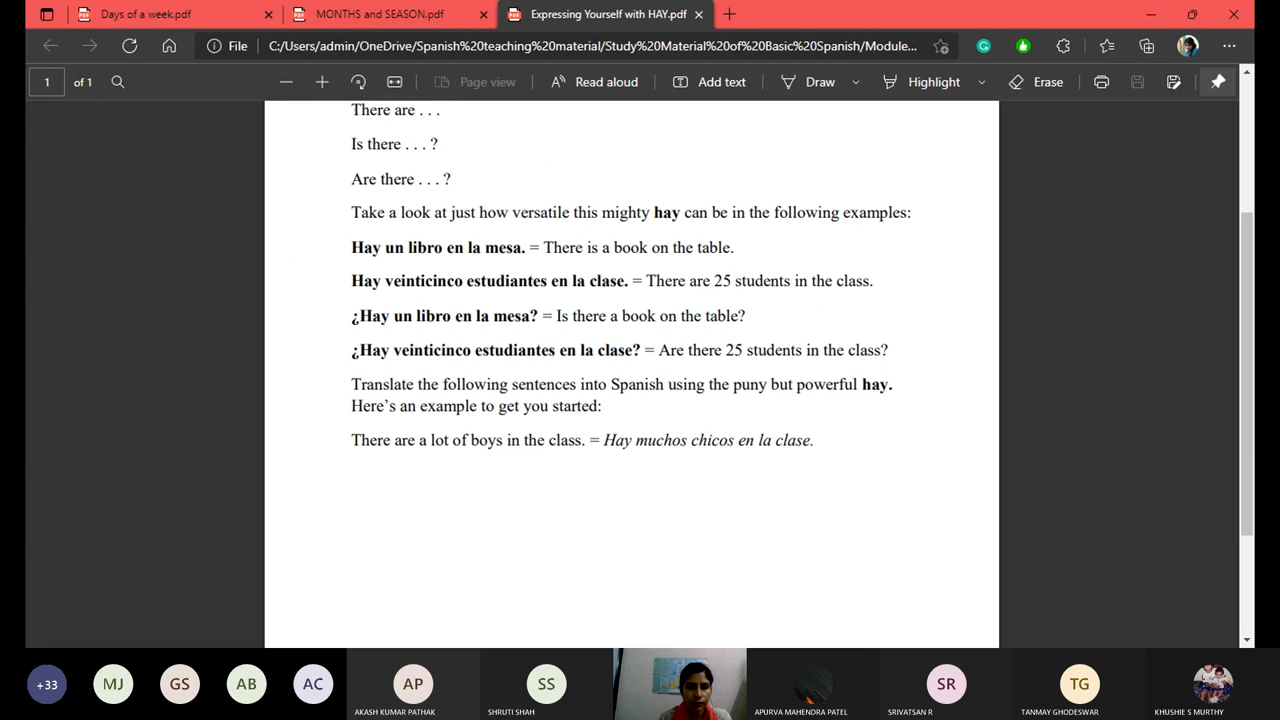 Days of a week.pdf
MONTHS and SEASON.pdf
Expressing Yourself with HAY.pdf
File
C:/Users/admin/OneDrive/Spanish%20teaching%20material/Study%20Material%20of%20Basic%20Spanish/Module...
1 of 1
Page view
Read aloud
Add text
Draw
Highlight
Erase
There are . . .
Is there . . . ?
Are there . . . ?
Take a look at just how versatile this mighty hay can be in the following examples:
Hay un libro en la mesa. = There is a book on the table.
Hay veinticinco estudiantes en la clase. = There are 25 students in the class.
¿Hay un libro en la mesa? = Is there a book on the table?
¿Hay veinticinco estudiantes en la clase? = Are there 25 students in the class?
Translate the following sentences into Spanish using the puny but powerful hay.
Here’s an example to get you started:
There are a lot of boys in the class. = Hay muchos chicos en la clase.
+33 MJ GS AB AC AP SS SR TG
AKASH KUMAR PATHAK SHRUTI SHAH APURVA MAHENDRA PATEL SRIVATSAN R TANMAY GHODESWAR KHUSHIE S MURTHY